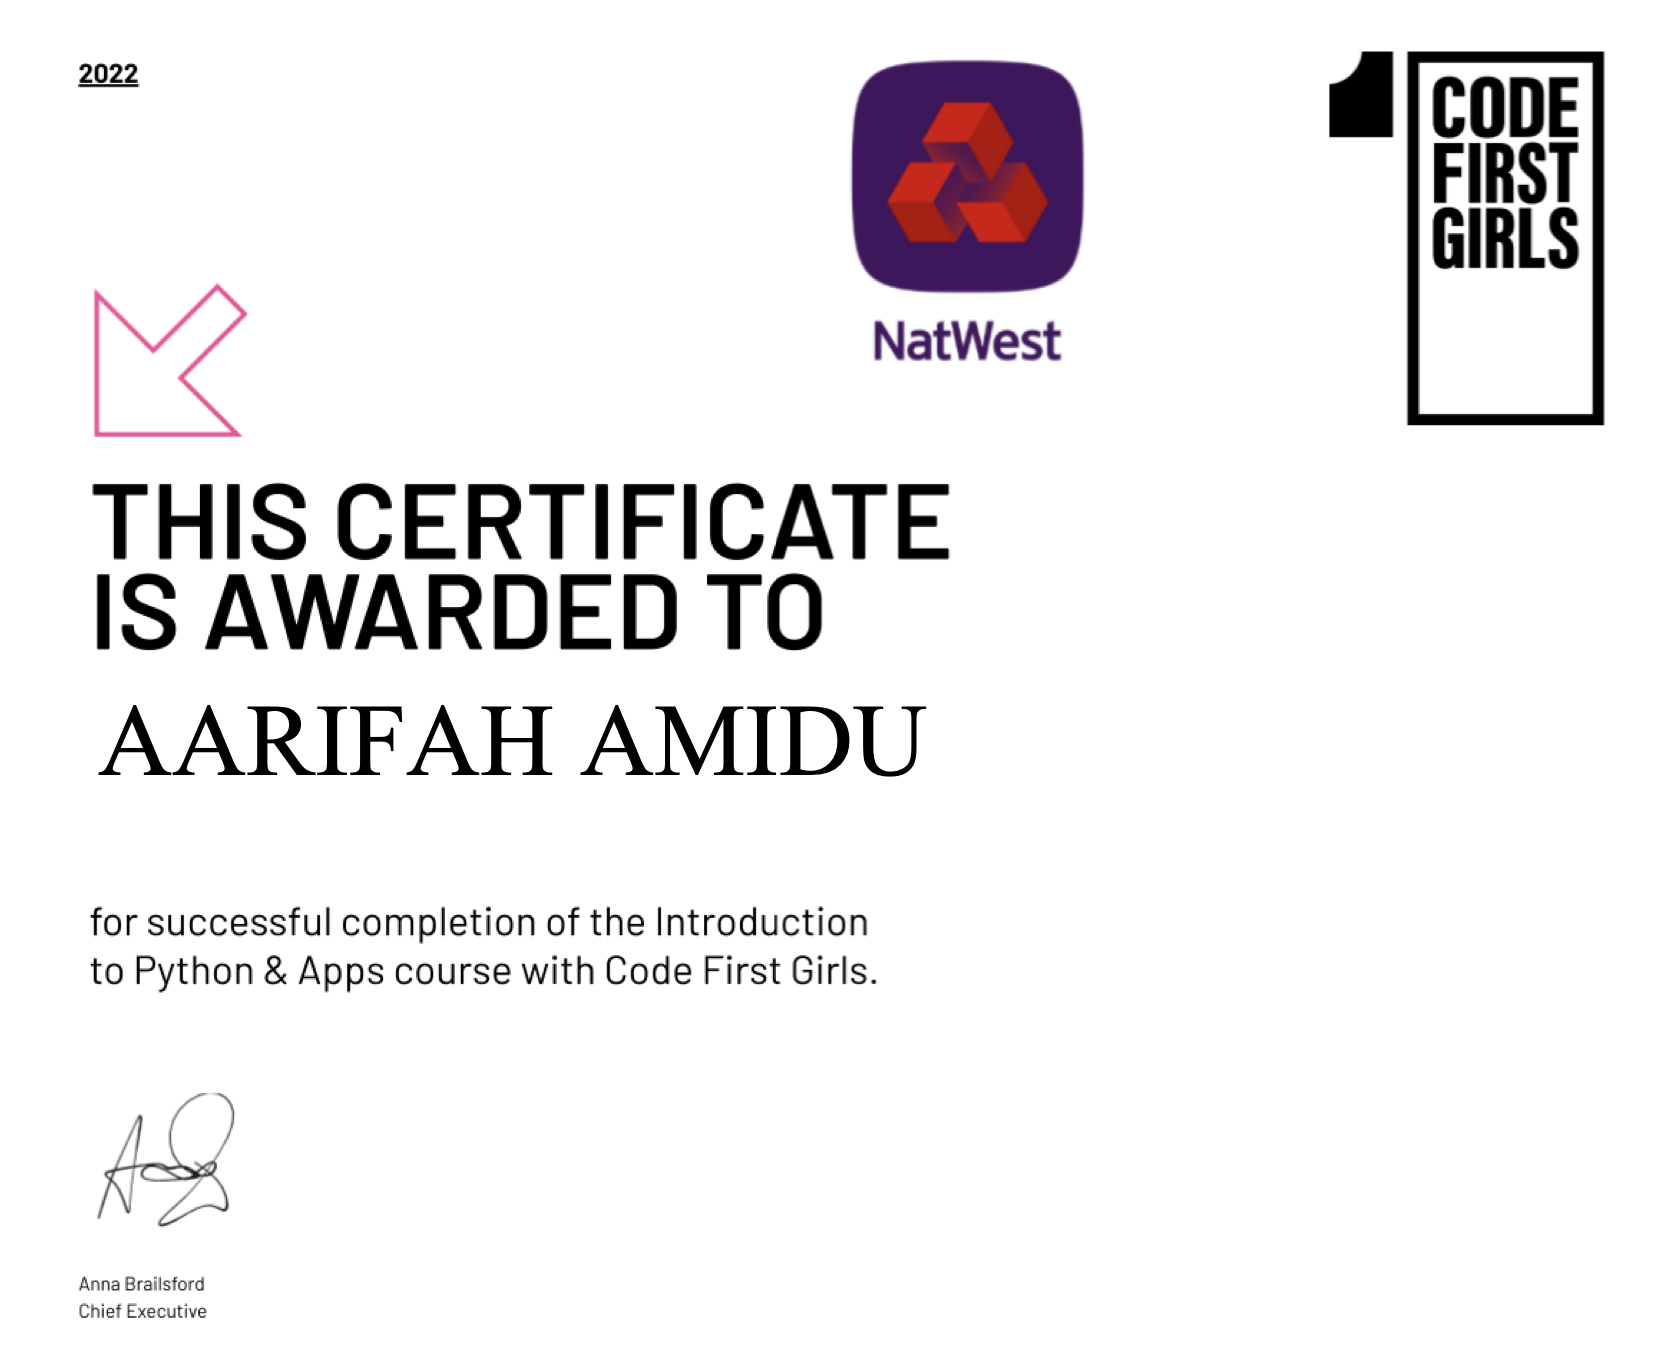 2022
NatWest
CODE
FIRST
GIRLS
THIS CERTIFICATE
IS AWARDED TO
AARIFAH AMIDU
for successful completion of the Introduction
to Python & Apps course with Code First Girls.
Anna Brailsford
Chief Executive